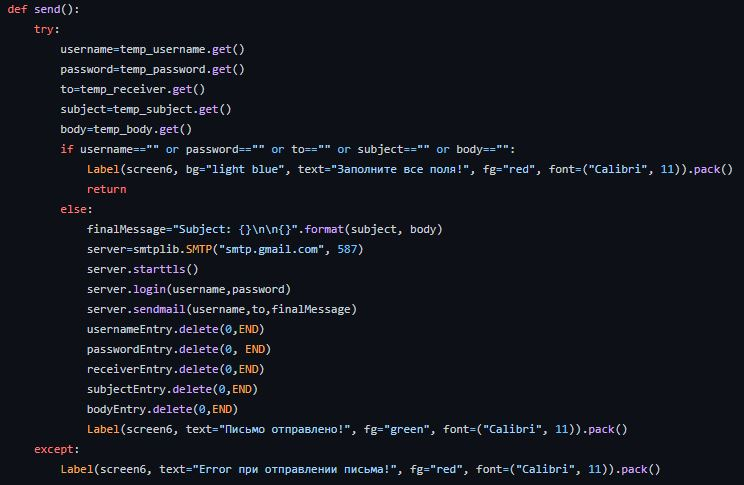 def send():
    try:
        username=temp_username.get()
        password=temp_password.get()
        to=temp_receiver.get()
        subject=temp_subject.get()
        body=temp_body.get()
        if username=="" or password=="" or to=="" or subject=="" or body=="":
            Label(screen6, bg="light blue", text="Заполните все поля!", fg="red", font=("Calibri", 11)).pack()
            return
        else:
            finalMessage="Subject: {}\n\n{}".format(subject, body)
            server=smtplib.SMTP("smtp.gmail.com", 587)
            server.starttls()
            server.login(username,password)
            server.sendmail(username,to,finalMessage)
            usernameEntry.delete(0,END)
            passwordEntry.delete(0, END)
            receiverEntry.delete(0,END)
            subjectEntry.delete(0,END)
            bodyEntry.delete(0,END)
            Label(screen6, text="Письмо отправлено!", fg="green", font=("Calibri", 11)).pack()
    except:
        Label(screen6, text="Error при отправлении письма!", fg="red", font=("Calibri", 11)).pack()